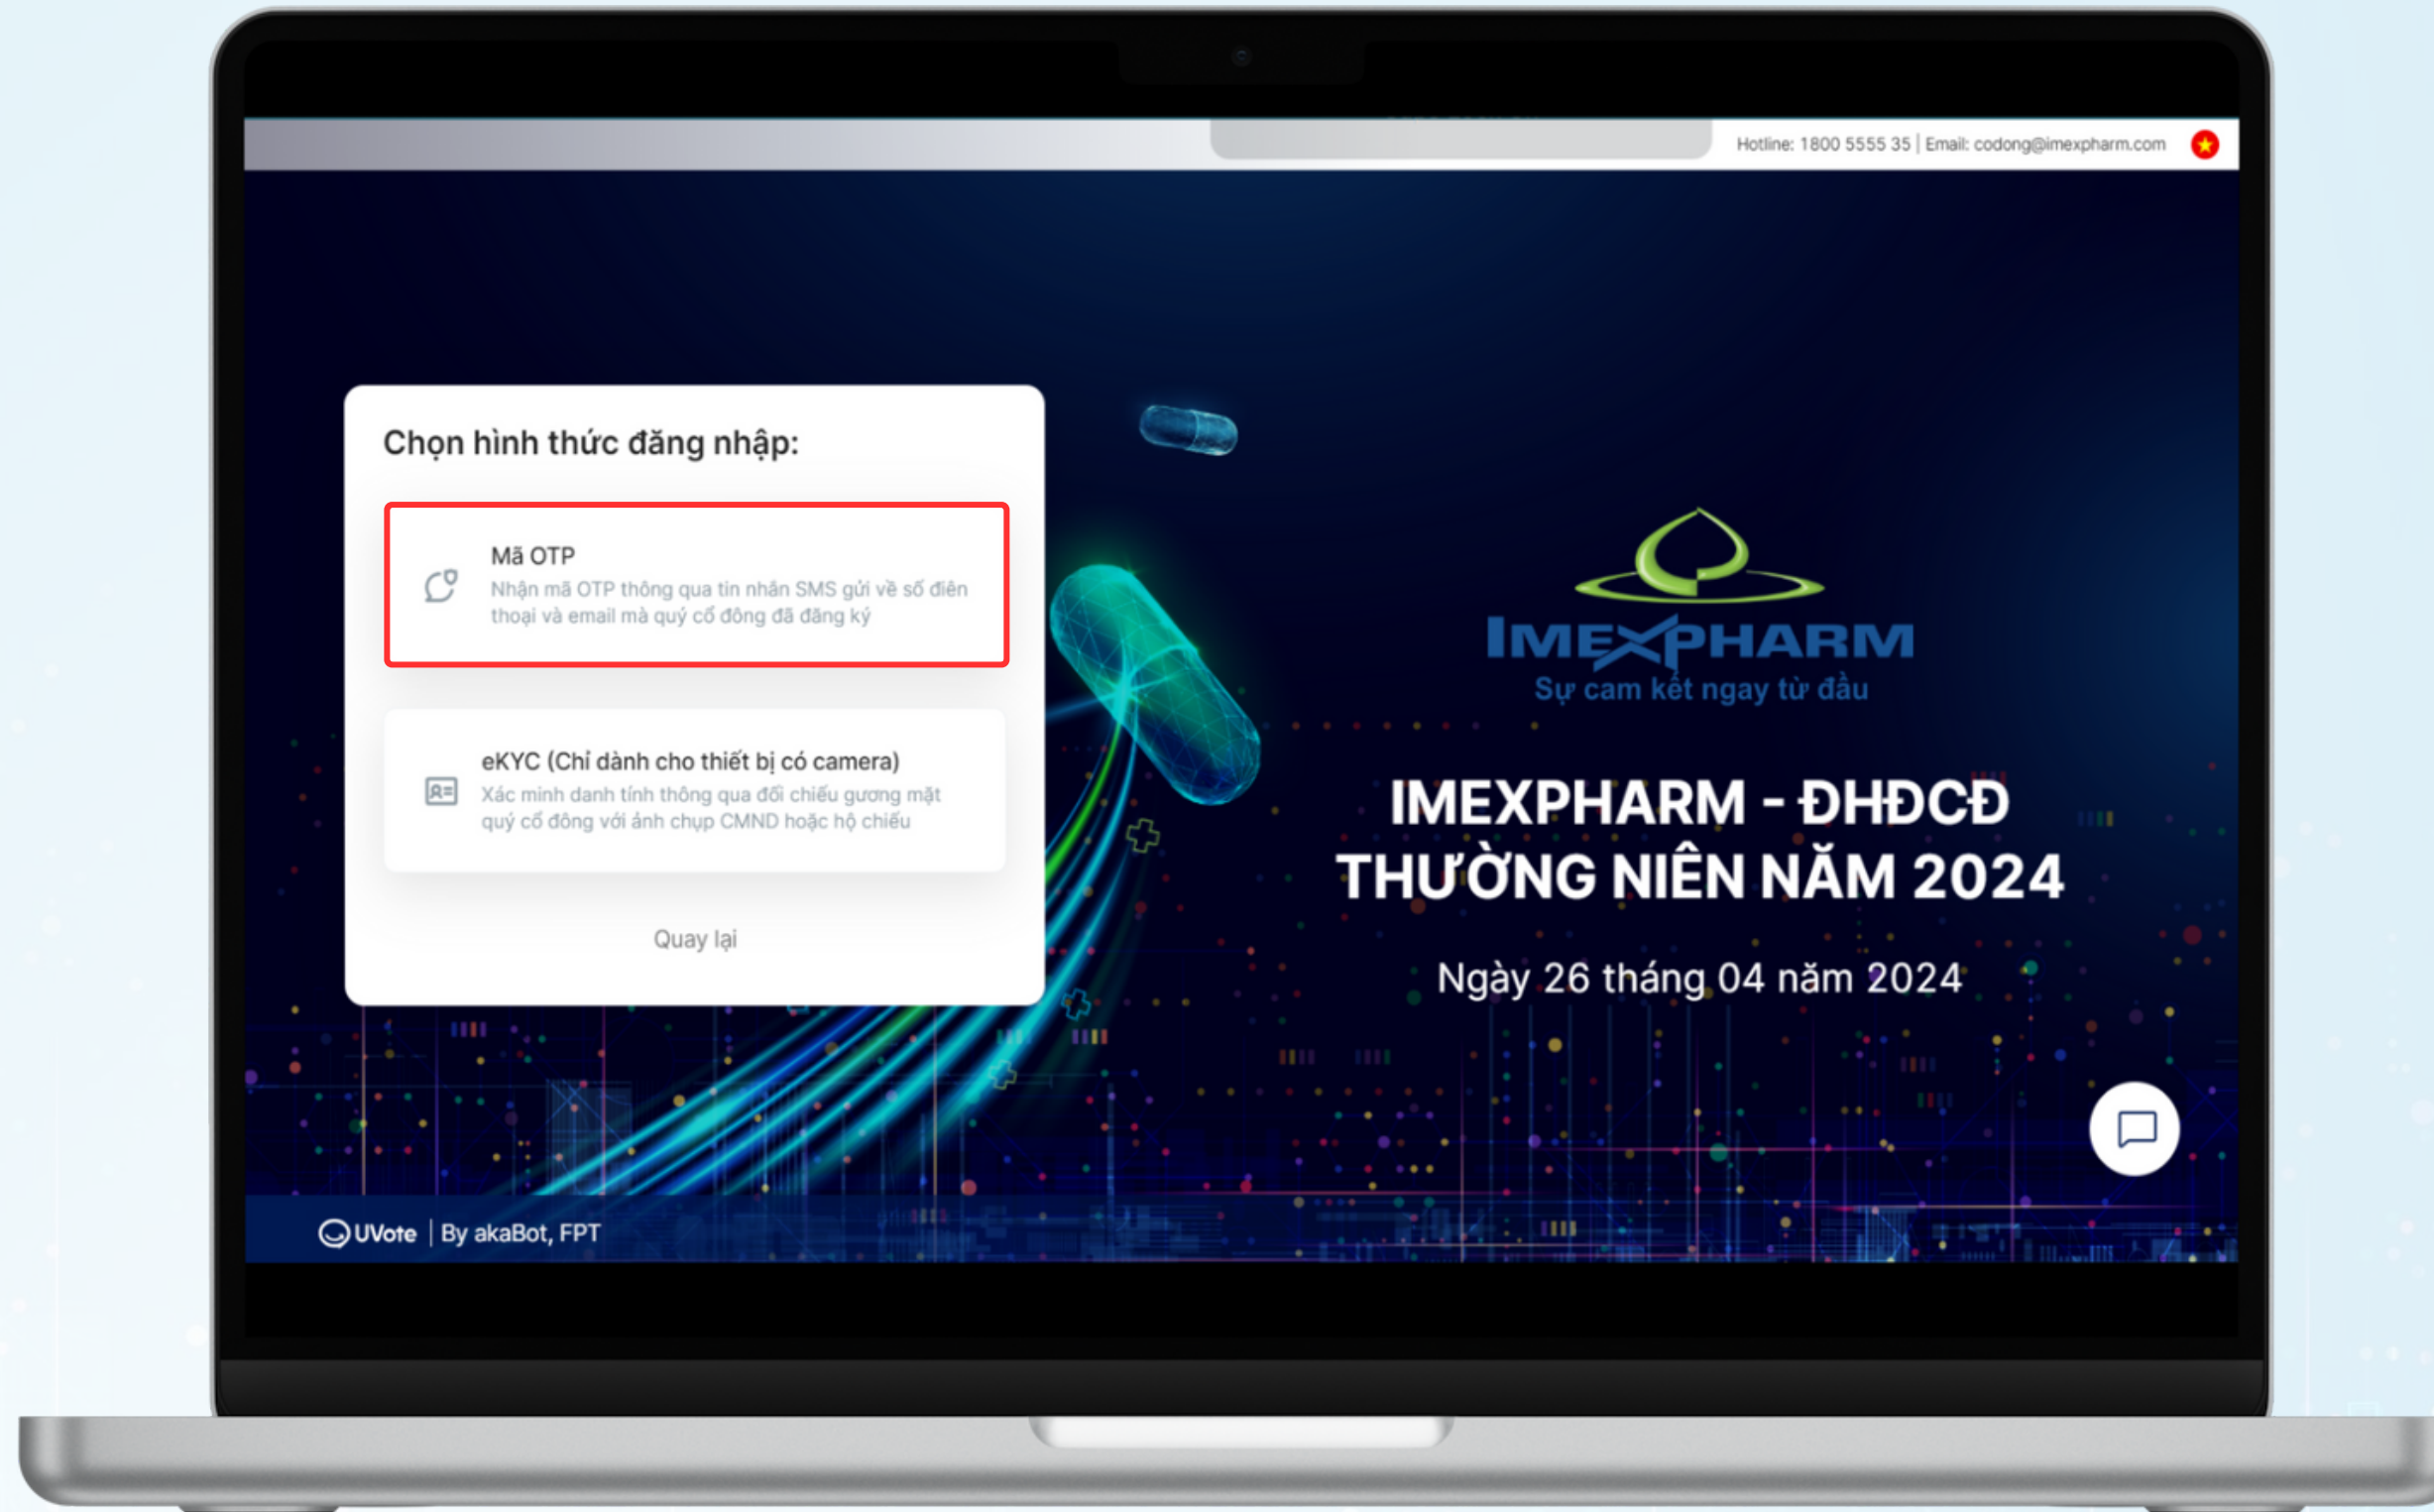 Hotline: 1800 5555 35 | Email: codong@imexpharm.com
Chọn hình thức đăng nhập:
Mã OTP
Nhận mã OTP thông qua tin nhắn SMS gửi về số điên
thoại và email mà quý cổ đông đã đăng ký
eKYC (Chỉ dành cho thiết bị có camera)
Xác minh danh tính thông qua đối chiếu gương mặt
quý cổ đông với ảnh chụp CMND hoặc hộ chiếu
Quay lại
IMEXPHARM
Sự cam kết ngay từ đầu
IMEXPHARM - ĐHĐCĐ
THƯỜNG NIÊN NĂM 2024
Ngày 26 tháng 04 năm 2024
UVote | By akaBot, FPT